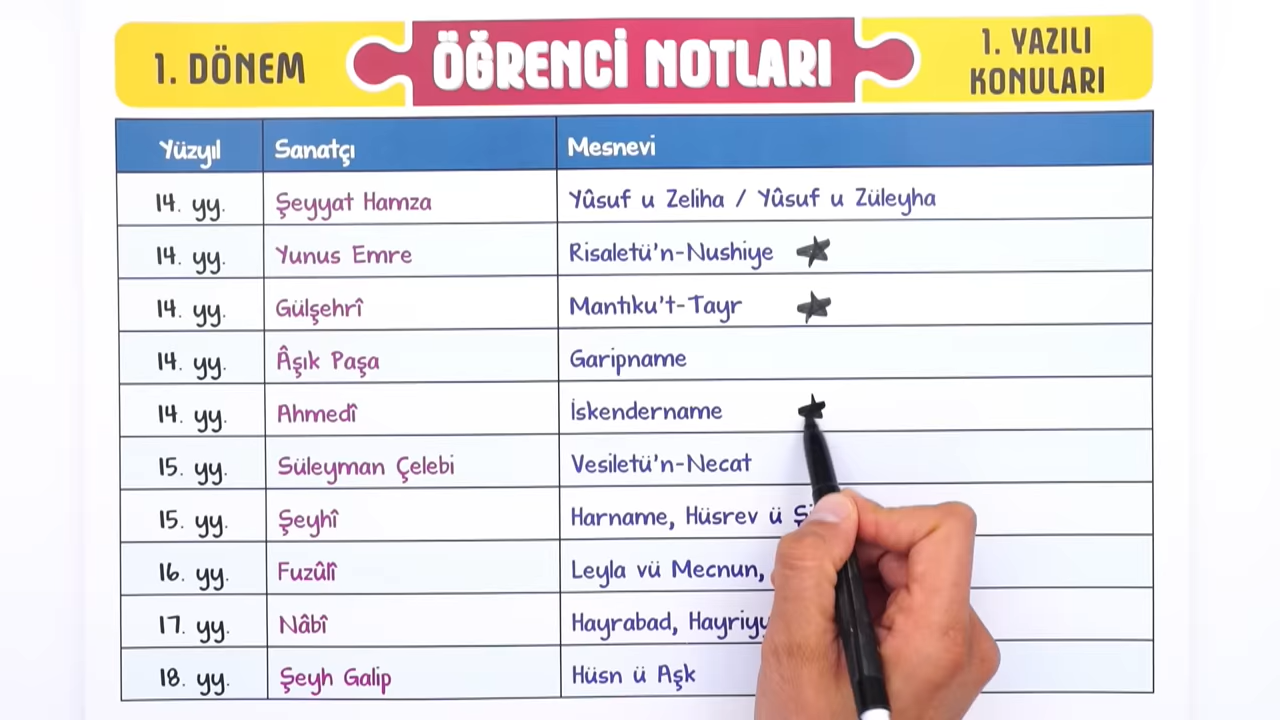 1. DÖNEM
ÖĞRENCİ NOTLARI
1. YAZILI
KONULARI
Yüzyıl Sanatçı Mesnevi
14. yy. Şeyyat Hamza Yûsuf u Zeliha / Yûsuf u Züleyha
14. yy. Yunus Emre Risaletü'n-Nushiye
14. yy. Gülşehrî Mantıku't-Tayr
14. yy. Âşık Paşa Garipname
14. yy. Ahmedî İskendername
15. yy. Süleyman Çelebi Vesiletü'n-Necat
15. yy. Şeyhî Harname, Hüsrev ü
16. yy. Fuzûlî Leyla vü Mecnun,
17. yy. Nâbî Hayrabad,
18. yy. Şeyh Galip Hüsn ü Aşk